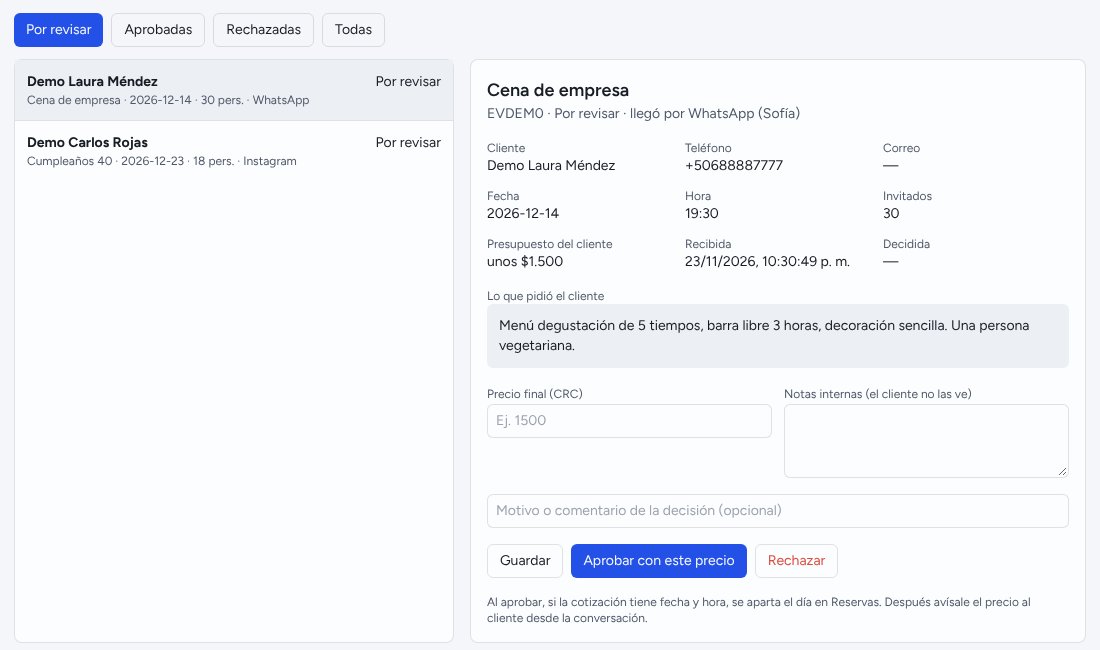 Por revisar Aprobadas Rechazadas Todas
Demo Laura Méndez Por revisar
Cena de empresa · 2026-12-14 · 30 pers. · WhatsApp
Demo Carlos Rojas Por revisar
Cumpleaños 40 · 2026-12-23 · 18 pers. · Instagram
Cena de empresa
EVDEM0 · Por revisar · llegó por WhatsApp (Sofía)
Cliente Teléfono Correo
Demo Laura Méndez +50688887777 —
Fecha Hora Invitados
2026-12-14 19:30 30
Presupuesto del cliente Recibida Decidida
unos $1.500 23/11/2026, 10:30:49 p. m. —
Lo que pidió el cliente
Menú degustación de 5 tiempos, barra libre 3 horas, decoración sencilla. Una persona
vegetariana.
Precio final (CRC) Notas internas (el cliente no las ve)
Ej. 1500
Motivo o comentario de la decisión (opcional)
Guardar Aprobar con este precio Rechazar
Al aprobar, si la cotización tiene fecha y hora, se aparta el día en Reservas. Después avísale el precio al
cliente desde la conversación.